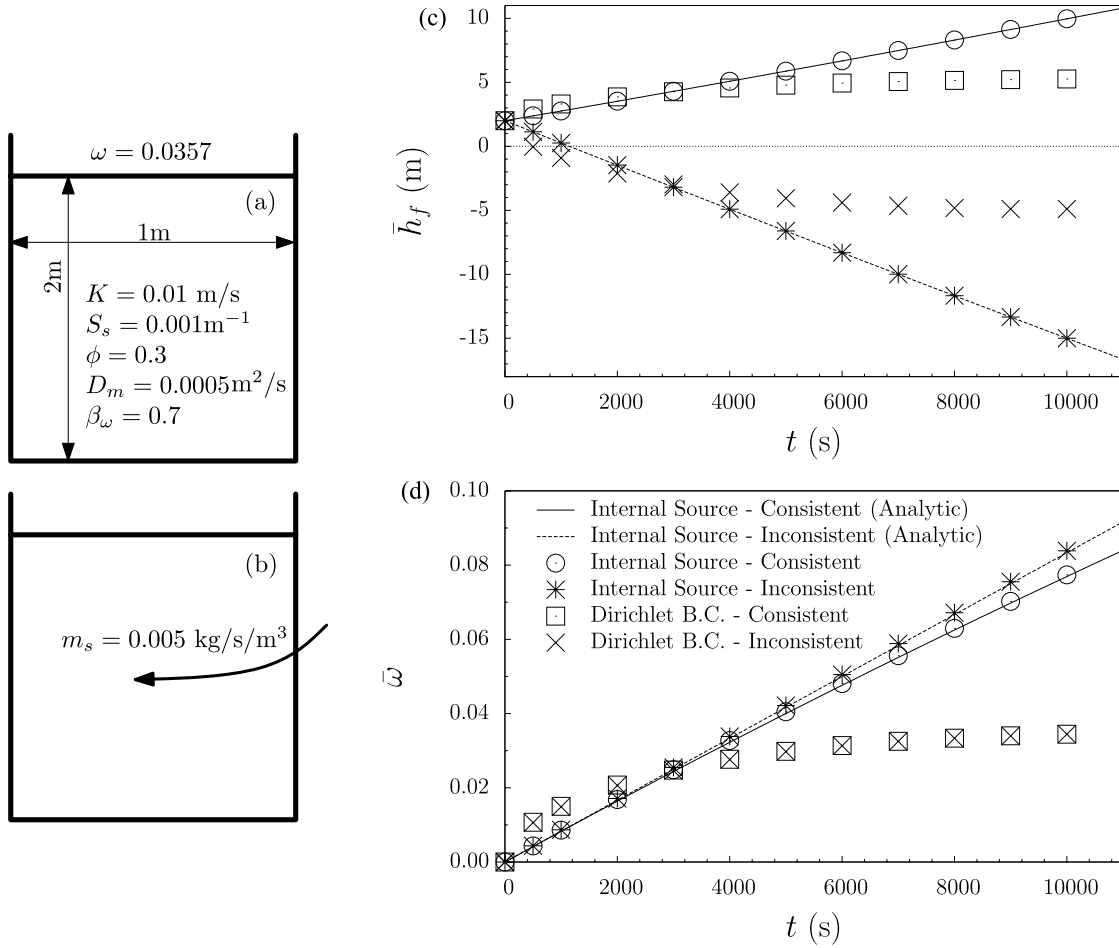 ω = 0.0357
(a)
1m
2m
K = 0.01 m/s
S_s = 0.001m⁻¹
ϕ = 0.3
D_m = 0.0005m²/s
β_ω = 0.7
(b)
m_s = 0.005 kg/s/m³
(c)
10
5
0
-5
-10
-15
h̄_f (m)
0 2000 4000 6000 8000 10000
t (s)
(d)
0.10
0.08
0.06
0.04
0.02
0.00
ω̄
Internal Source - Consistent (Analytic)
Internal Source - Inconsistent (Analytic)
Internal Source - Consistent
Internal Source - Inconsistent
Dirichlet B.C. - Consistent
Dirichlet B.C. - Inconsistent
0 2000 4000 6000 8000 10000
t (s)